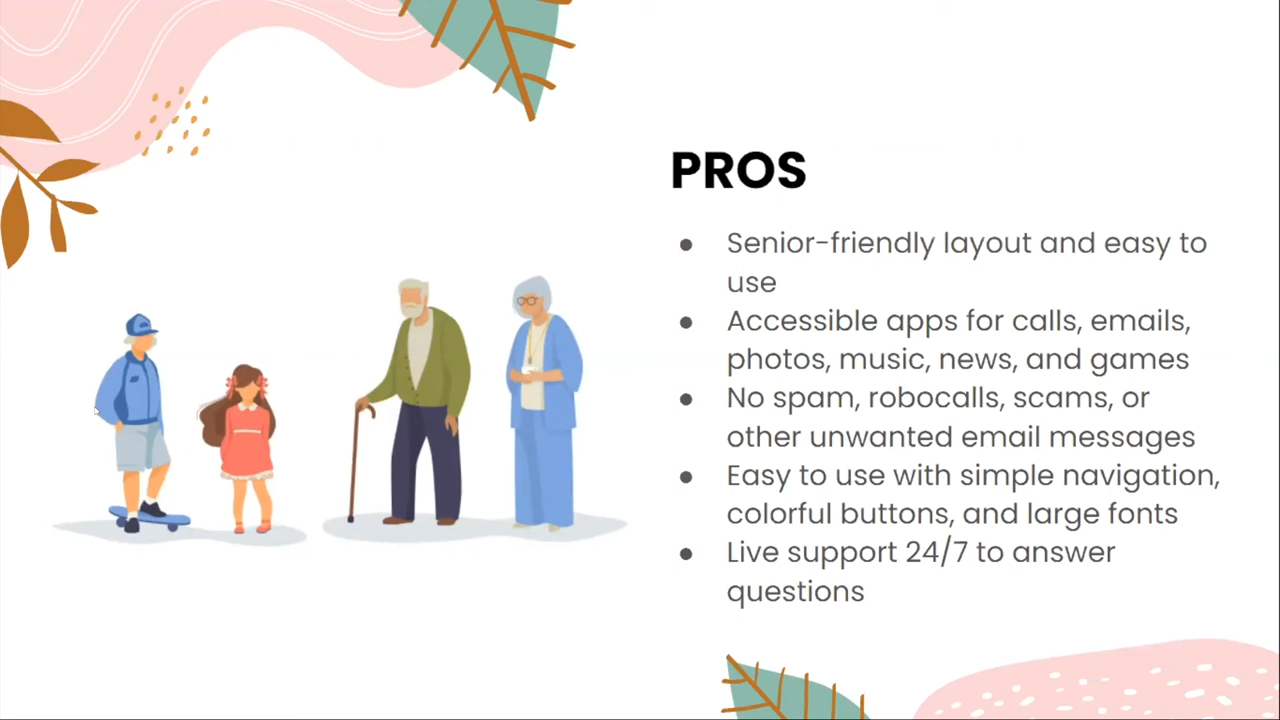 PROS
● Senior-friendly layout and easy to
use
● Accessible apps for calls, emails,
photos, music, news, and games
● No spam, robocalls, scams, or
other unwanted email messages
● Easy to use with simple navigation,
colorful buttons, and large fonts
● Live support 24/7 to answer
questions